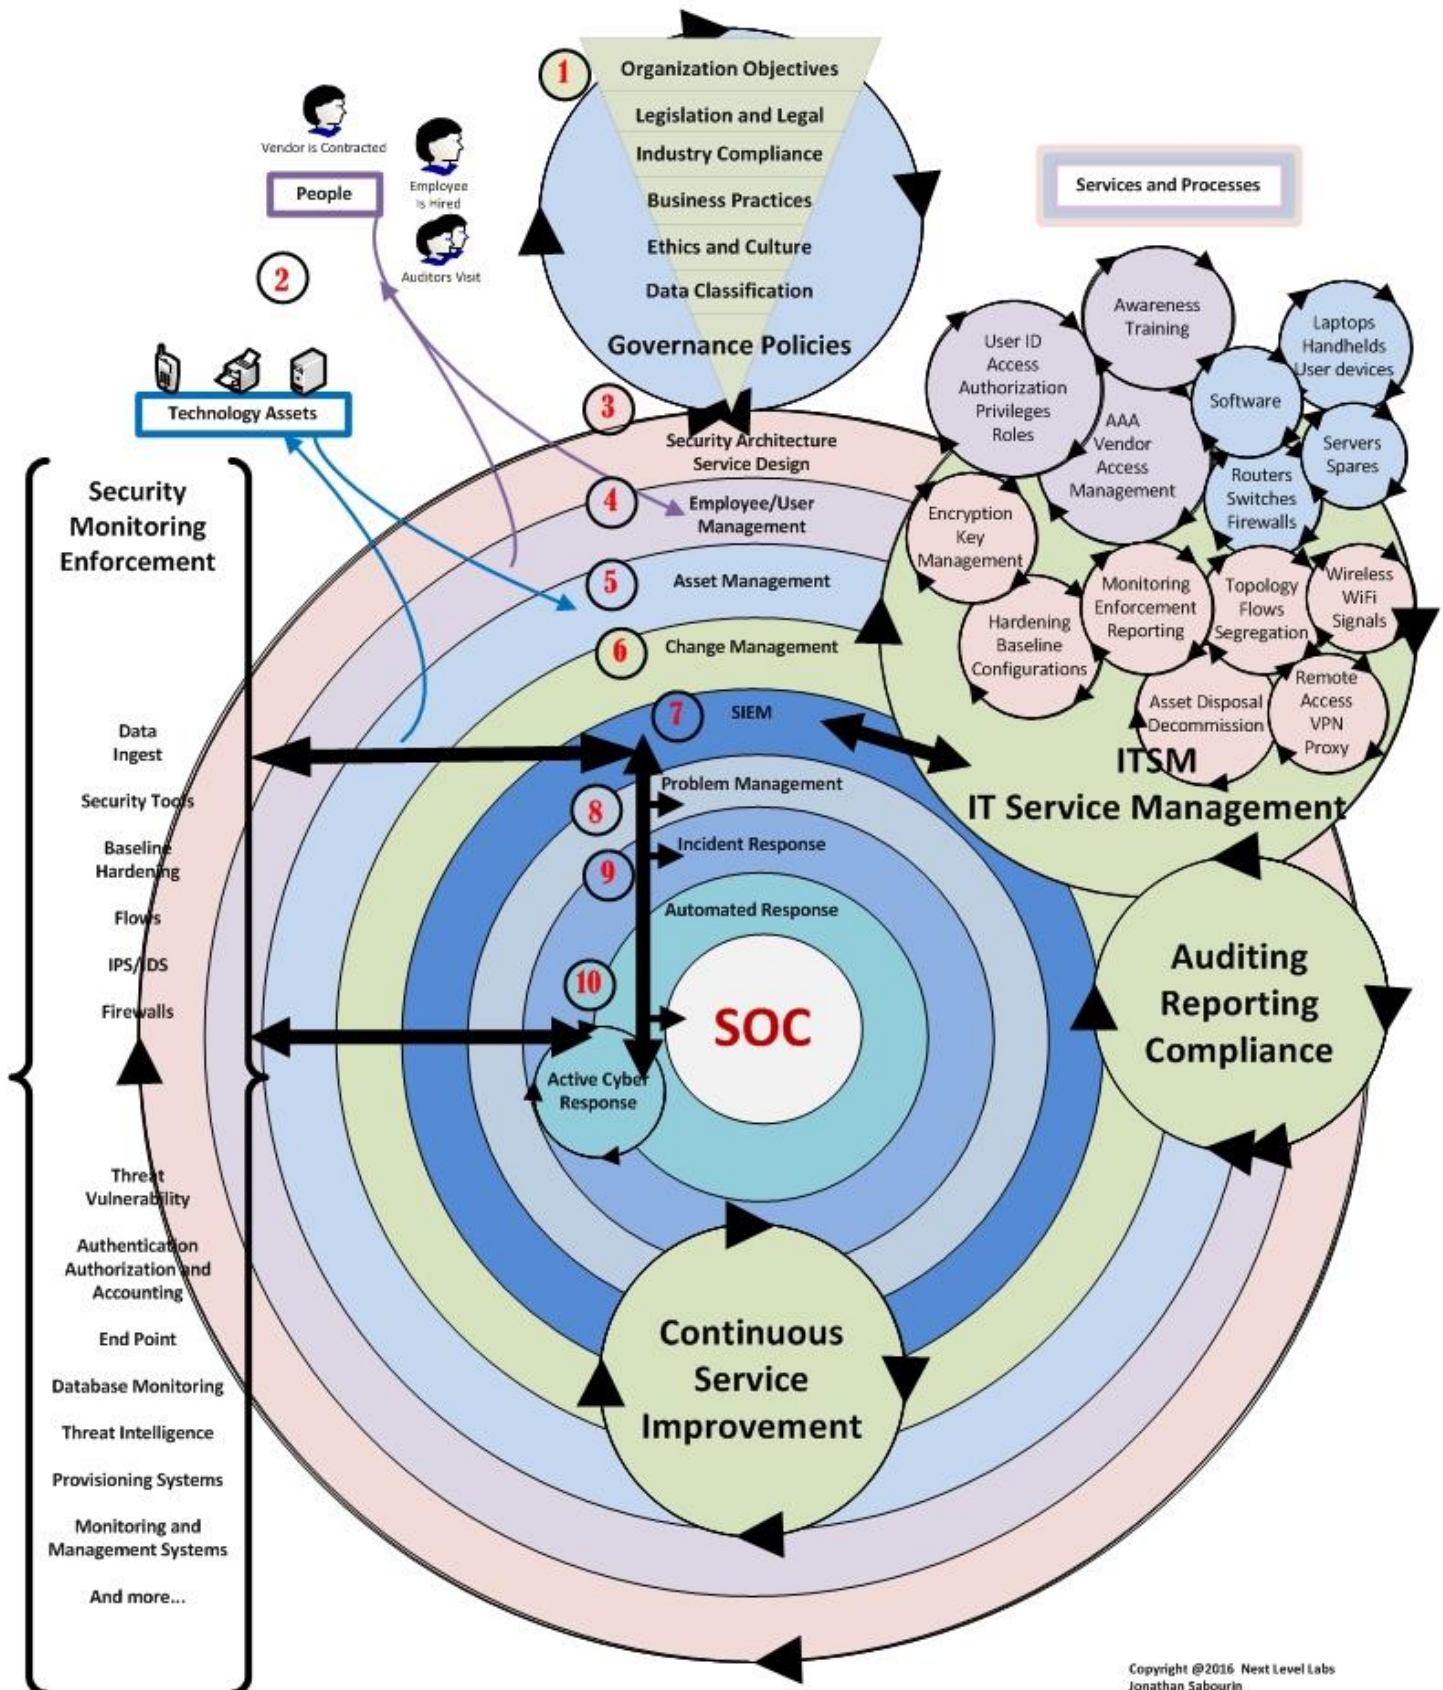 1
Organization Objectives
Legislation and Legal
Industry Compliance
Business Practices
Ethics and Culture
Data Classification
Governance Policies
Vendor is Contracted
People
Employee
Is Hired
Auditors Visit
2
Technology Assets
Services and Processes
User ID
Access
Authorization
Privileges
Roles
Awareness
Training
Laptops
Handhelds
User devices
Software
AAA
Vendor
Access
Management
Servers
Spares
Routers
Switches
Firewalls
Encryption
Key
Management
Hardening
Baseline
Configurations
Monitoring
Enforcement
Reporting
Topology
Flows
Segregation
Wireless
WiFi
Signals
Asset Disposal
Decommission
Remote
Access
VPN
Proxy
ITSM
IT Service Management
3
Security Architecture
Service Design
4
Employee/User
Management
5
Asset Management
6
Change Management
7
SIEM
8
Problem Management
9
Incident Response
Automated Response
10
SOC
Active Cyber
Response
Auditing
Reporting
Compliance
Continuous
Service
Improvement
Security
Monitoring
Enforcement
Data
Ingest
Security Tools
Baseline
Hardening
Flows
IPS/IDS
Firewalls
Threat
Vulnerability
Authentication
Authorization and
Accounting
End Point
Database Monitoring
Threat Intelligence
Provisioning Systems
Monitoring and
Management Systems
And more...
Copyright @2016 Next Level Labs
Jonathan Sabourin